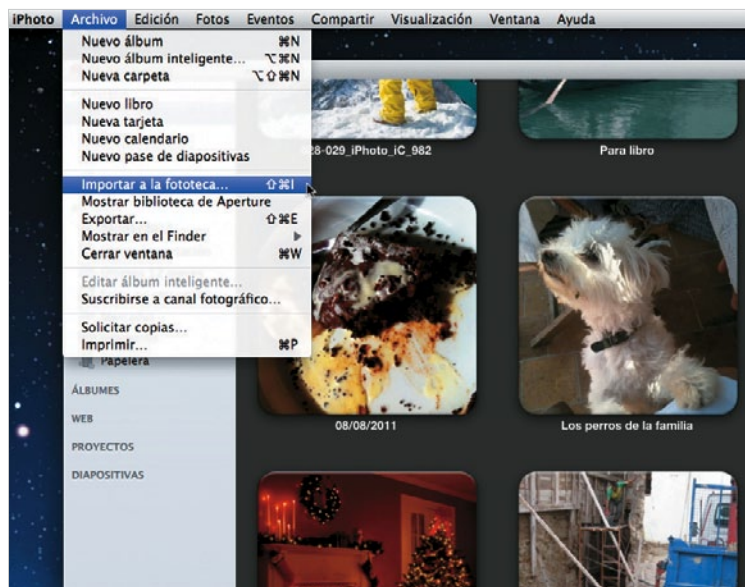 iPhoto Archivo Edición Fotos Eventos Compartir Visualización Ventana Ayuda
Nuevo álbum ⌘N
Nuevo álbum inteligente... ⌥⌘N
Nueva carpeta ⌥⇧⌘N
Nuevo libro
Nueva tarjeta
Nuevo calendario
Nuevo pase de diapositivas
Importar a la fototeca... ⇧⌘I
Mostrar biblioteca de Aperture
Exportar... ⇧⌘E
Mostrar en el Finder ▶
Cerrar ventana ⌘W
Editar álbum inteligente...
Suscribirse a canal fotográfico...
Solicitar copias...
Imprimir... ⌘P
Papelera
ÁLBUMES
WEB
PROYECTOS
DIAPOSITIVAS
28-029_iPhoto_iC_982
Para libro
08/08/2011
Los perros de la familia